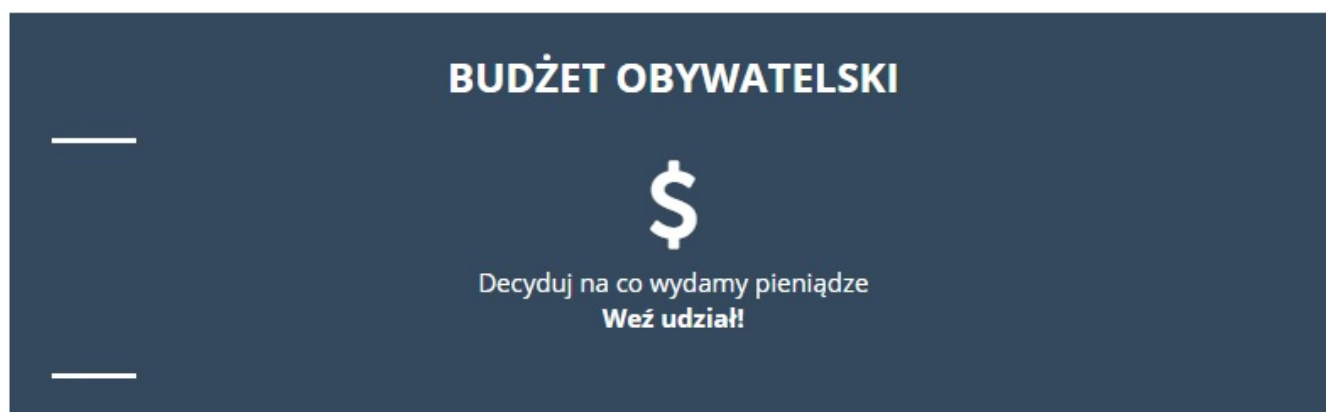 BUDŻET OBYWATELSKI
$
Decyduj na co wydamy pieniądze
Weź udział!